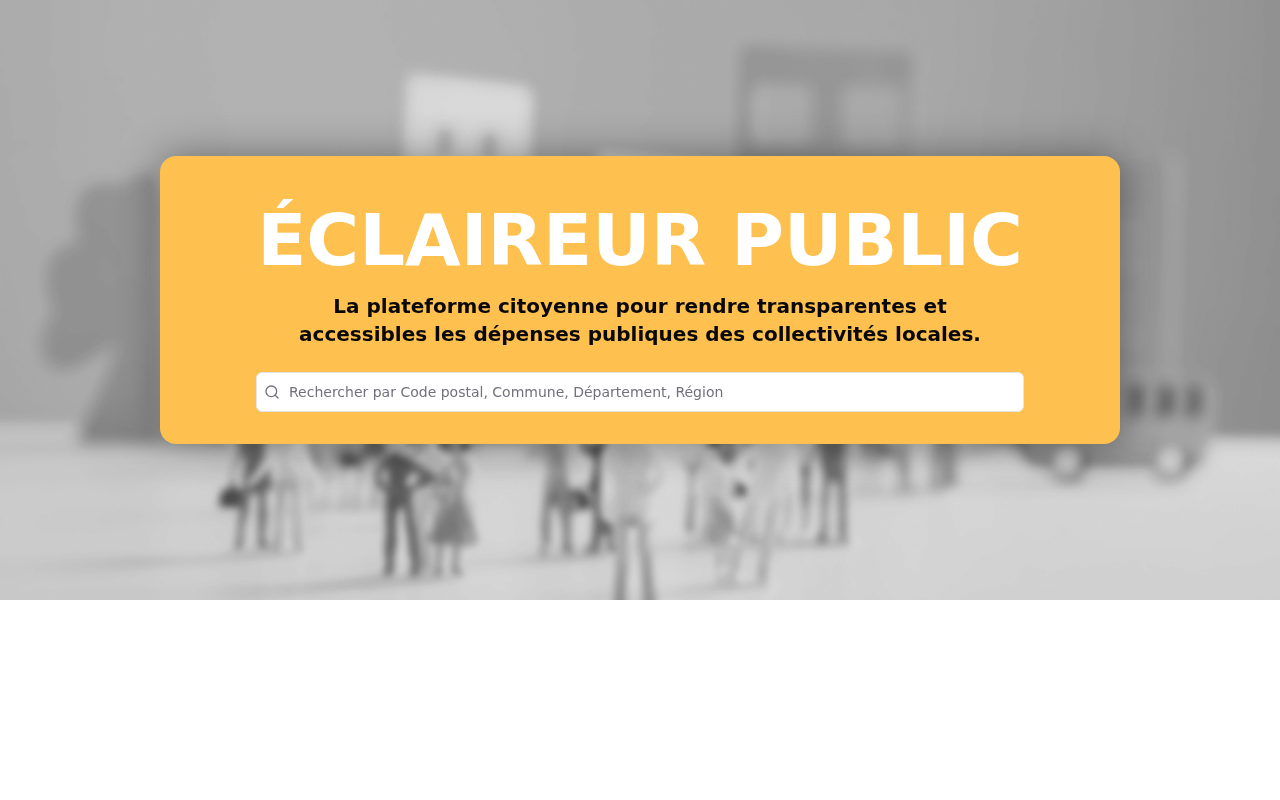 ÉCLAIREUR PUBLIC
La plateforme citoyenne pour rendre transparentes et
accessibles les dépenses publiques des collectivités locales.
Rechercher par Code postal, Commune, Département, Région